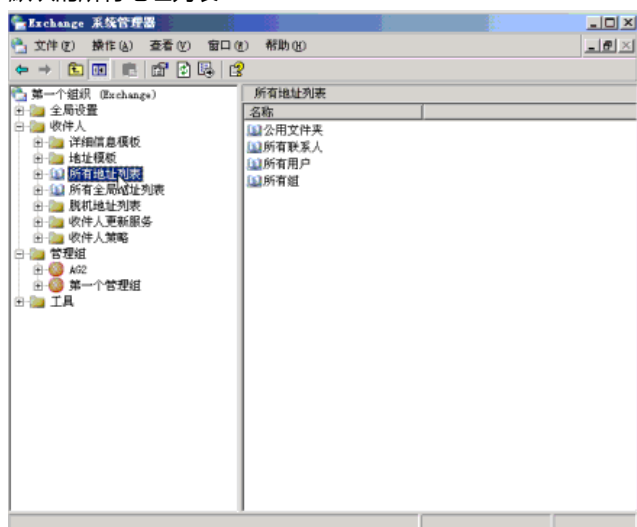 Exchange 系统管理器
文件(F) 操作(A) 查看(V) 窗口(W) 帮助(H)
第一个组织 (Exchange)
全局设置
收件人
详细信息模板
地址模板
所有地址列表
所有全局地址列表
脱机地址列表
收件人更新服务
收件人策略
管理组
AG2
第一个管理组
工具
所有地址列表
名称
公用文件夹
所有联系人
所有用户
所有组